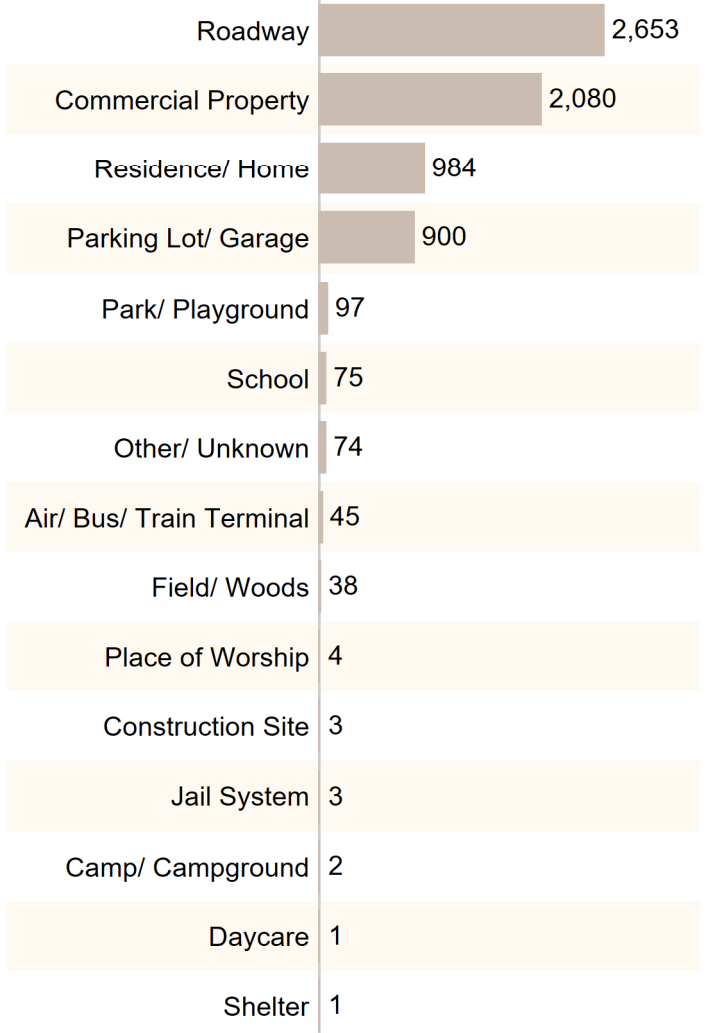 Roadway 2,653
Commercial Property 2,080
Residence/ Home 984
Parking Lot/ Garage 900
Park/ Playground 97
School 75
Other/ Unknown 74
Air/ Bus/ Train Terminal 45
Field/ Woods 38
Place of Worship 4
Construction Site 3
Jail System 3
Camp/ Campground 2
Daycare 1
Shelter 1